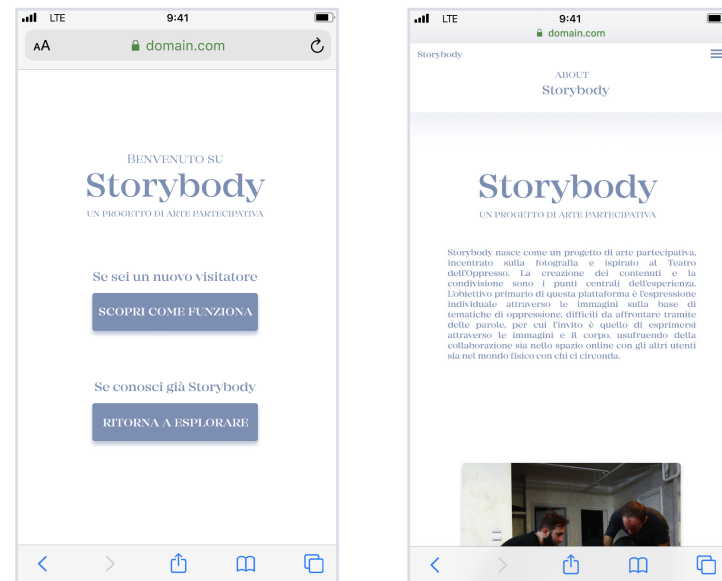 LTE
9:41
AA
domain.com
BENVENUTO SU
Storybody
UN PROGETTO DI ARTE PARTECIPATIVA
Se sei un nuovo visitatore
SCOPRI COME FUNZIONA
Se conosci già Storybody
RITORNA A ESPLORARE
LTE
9:41
domain.com
Storybody
ABOUT
Storybody
Storybody
UN PROGETTO DI ARTE PARTECIPATIVA
Storybody nasce come un progetto di arte partecipativa,
incentrato sulla fotografia e ispirato al Teatro
dell'Oppresso. La creazione dei contenuti e la
condivisione sono i punti centrali dell'esperienza.
L'obiettivo primario di questa piattaforma è l'espressione
individuale attraverso le immagini sulla base di
tematiche di oppressione, difficili da affrontare tramite
delle parole, per cui l'invito è quello di esprimersi
attraverso le immagini e il corpo, usufruendo della
collaborazione sia nello spazio online con gli altri utenti
sia nel mondo fisico con chi ci circonda.